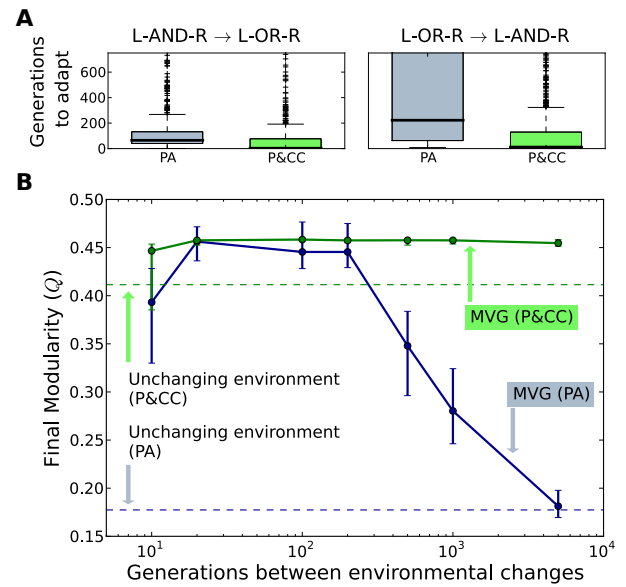 A
L-AND-R → L-OR-R
L-OR-R → L-AND-R
Generations
to adapt
600
400
200
0
PA
P&CC
PA
P&CC
B
0.50
0.45
0.40
0.35
0.30
0.25
0.20
0.15
Final Modularity (Q)
MVG (P&CC)
MVG (PA)
Unchanging environment
(P&CC)
Unchanging environment
(PA)
10¹
10²
10³
10⁴
Generations between environmental changes